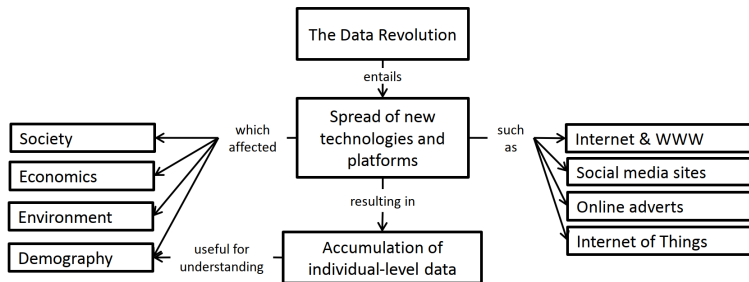 The Data Revolution
entails
Spread of new
technologies and
platforms
which
affected
Society
Economics
Environment
Demography
such
as
Internet & WWW
Social media sites
Online adverts
Internet of Things
resulting in
Accumulation of
individual-level data
useful for
understanding